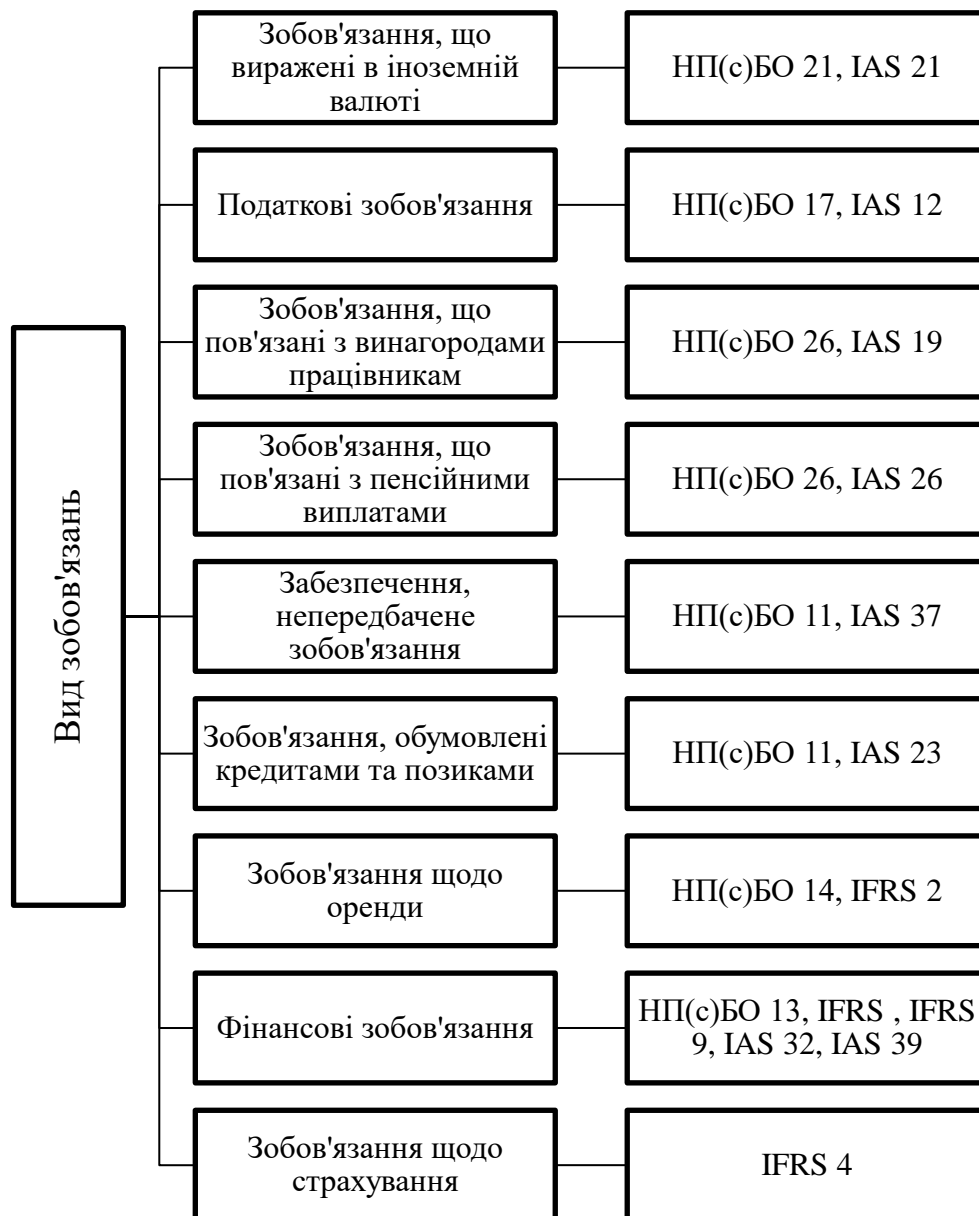 Вид зобов'язань
Зобов'язання, що
виражені в іноземній
валюті
НП(с)БО 21, IAS 21
Податкові зобов'язання
НП(с)БО 17, IAS 12
Зобов'язання, що
пов'язані з винагородами
працівникам
НП(с)БО 26, IAS 19
Зобов'язання, що
пов'язані з пенсійними
виплатами
НП(с)БО 26, IAS 26
Забезпечення,
непередбачене
зобов'язання
НП(с)БО 11, IAS 37
Зобов'язання, обумовлені
кредитами та позиками
НП(с)БО 11, IAS 23
Зобов'язання щодо
оренди
НП(с)БО 14, IFRS 2
Фінансові зобов'язання
НП(с)БО 13, IFRS , IFRS
9, IAS 32, IAS 39
Зобов'язання щодо
страхування
IFRS 4